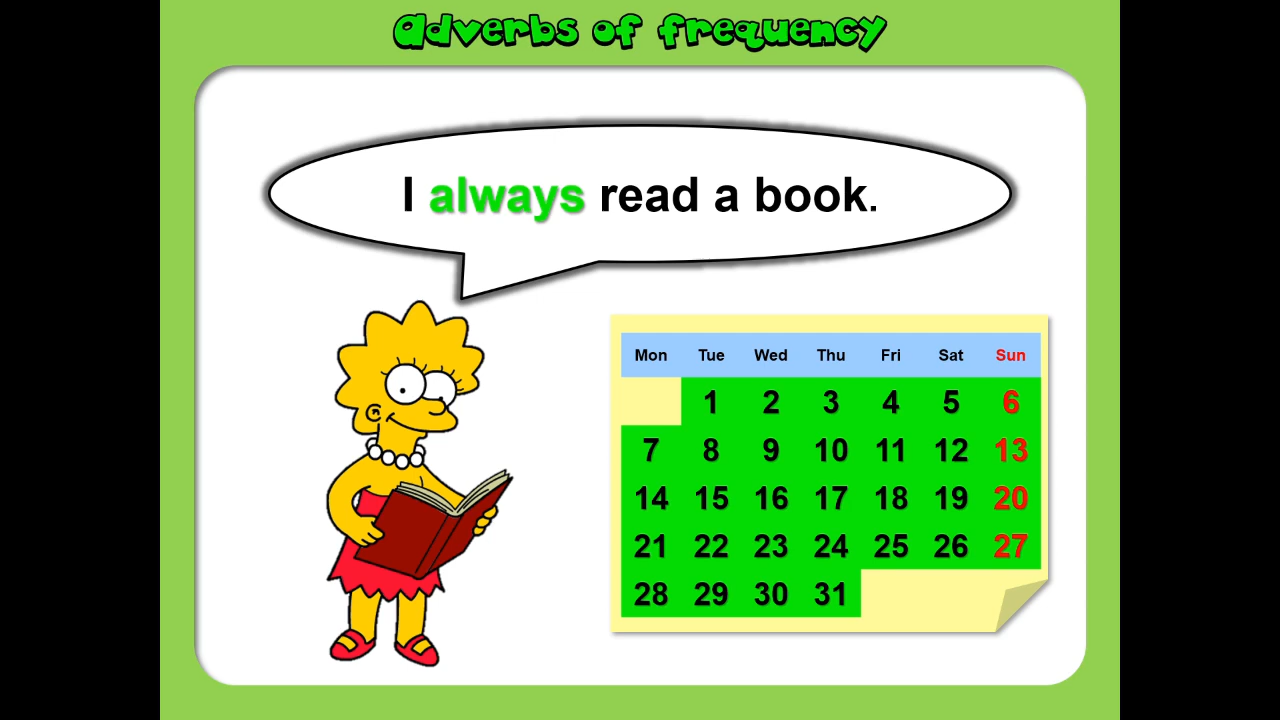 Adverbs of frequency
I always read a book.
Mon Tue Wed Thu Fri Sat Sun
1 2 3 4 5 6
7 8 9 10 11 12 13
14 15 16 17 18 19 20
21 22 23 24 25 26 27
28 29 30 31